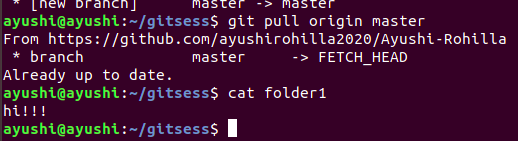 * [new branch] master -> master
ayushi@ayushi:~/gitsess$ git pull origin master
From https://github.com/ayushirohilla2020/Ayushi-Rohilla
* branch master -> FETCH_HEAD
Already up to date.
ayushi@ayushi:~/gitsess$ cat folder1
hi!!!
ayushi@ayushi:~/gitsess$